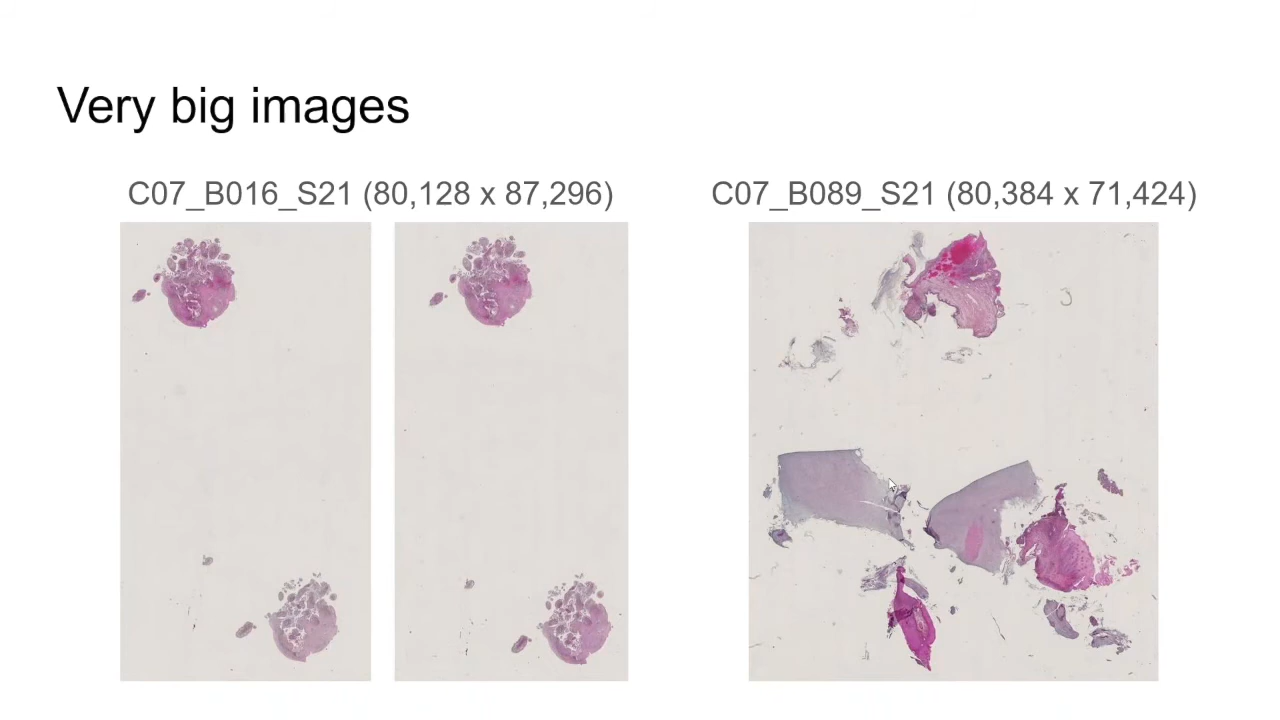 Very big images
C07_B016_S21 (80,128 x 87,296)
C07_B089_S21 (80,384 x 71,424)